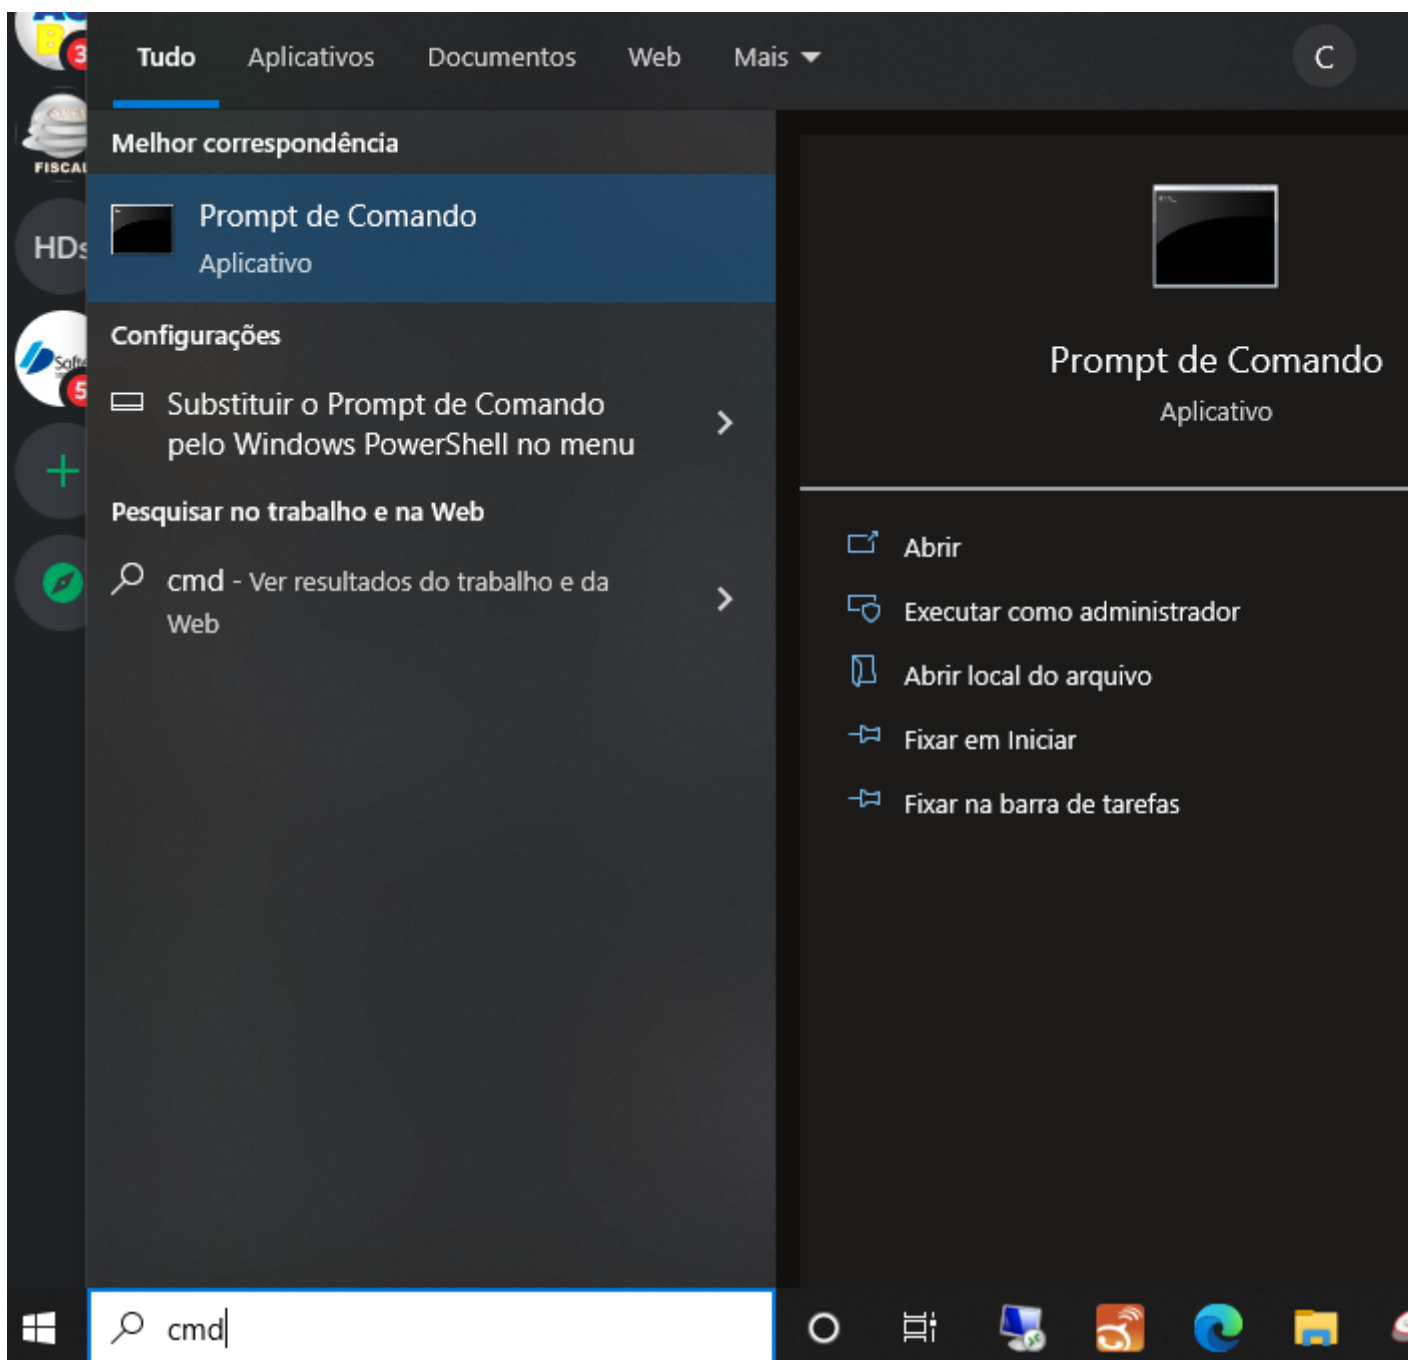 Tudo Aplicativos Documentos Web Mais
C
3
FISCAL
HDs
5
Melhor correspondência
Prompt de Comando
Aplicativo
Configurações
Substituir o Prompt de Comando
pelo Windows PowerShell no menu
Pesquisar no trabalho e na Web
cmd - Ver resultados do trabalho e da
Web
Prompt de Comando
Aplicativo
Abrir
Executar como administrador
Abrir local do arquivo
Fixar em Iniciar
Fixar na barra de tarefas
cmd